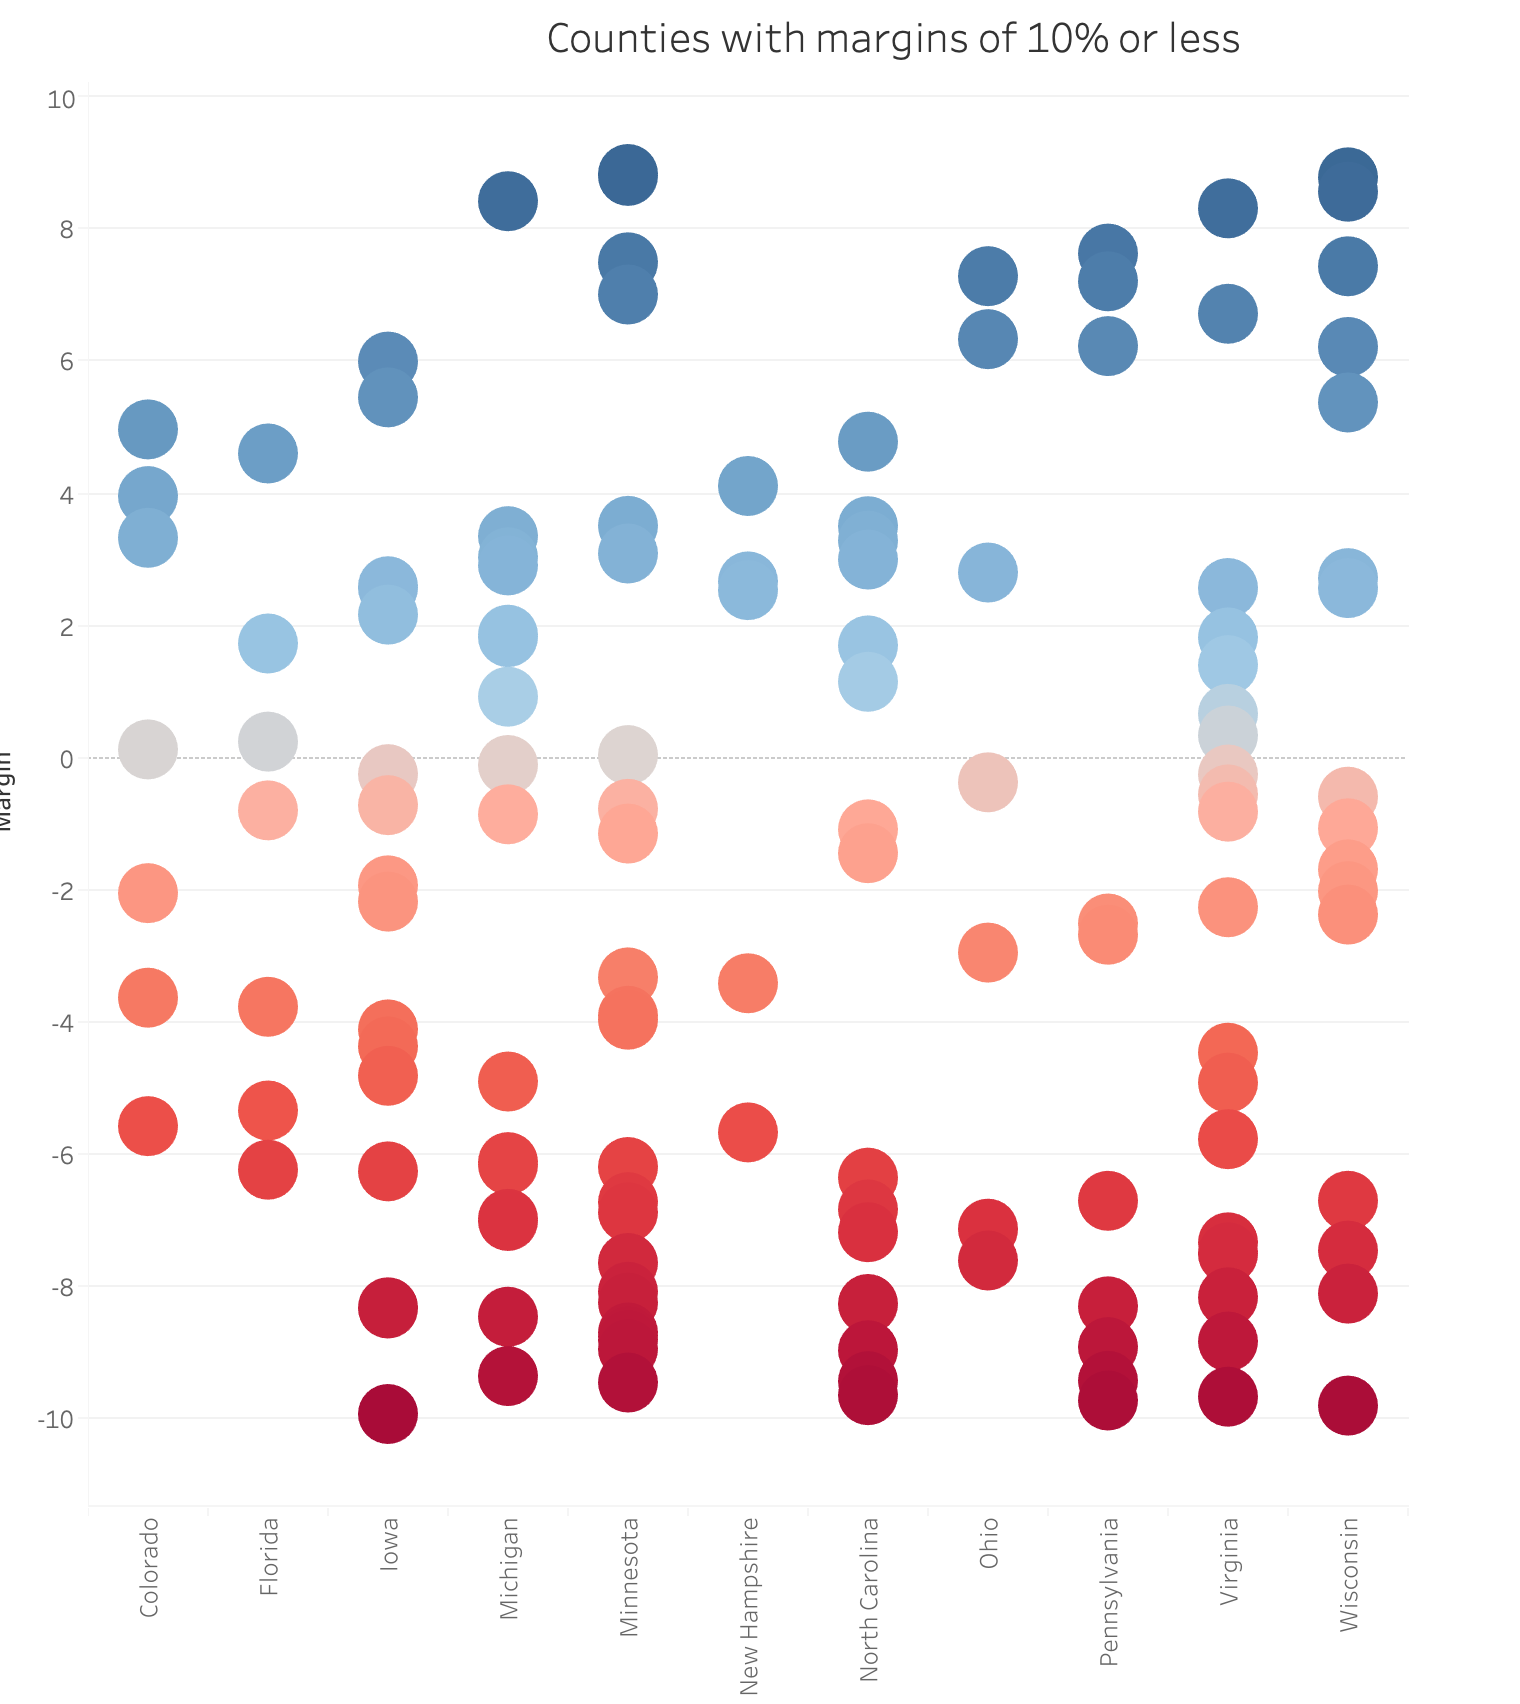 Counties with margins of 10% or less
10
8
6
4
2
0
-2
-4
-6
-8
-10
Margin
Colorado
Florida
Iowa
Michigan
Minnesota
New Hampshire
North Carolina
Ohio
Pennsylvania
Virginia
Wisconsin